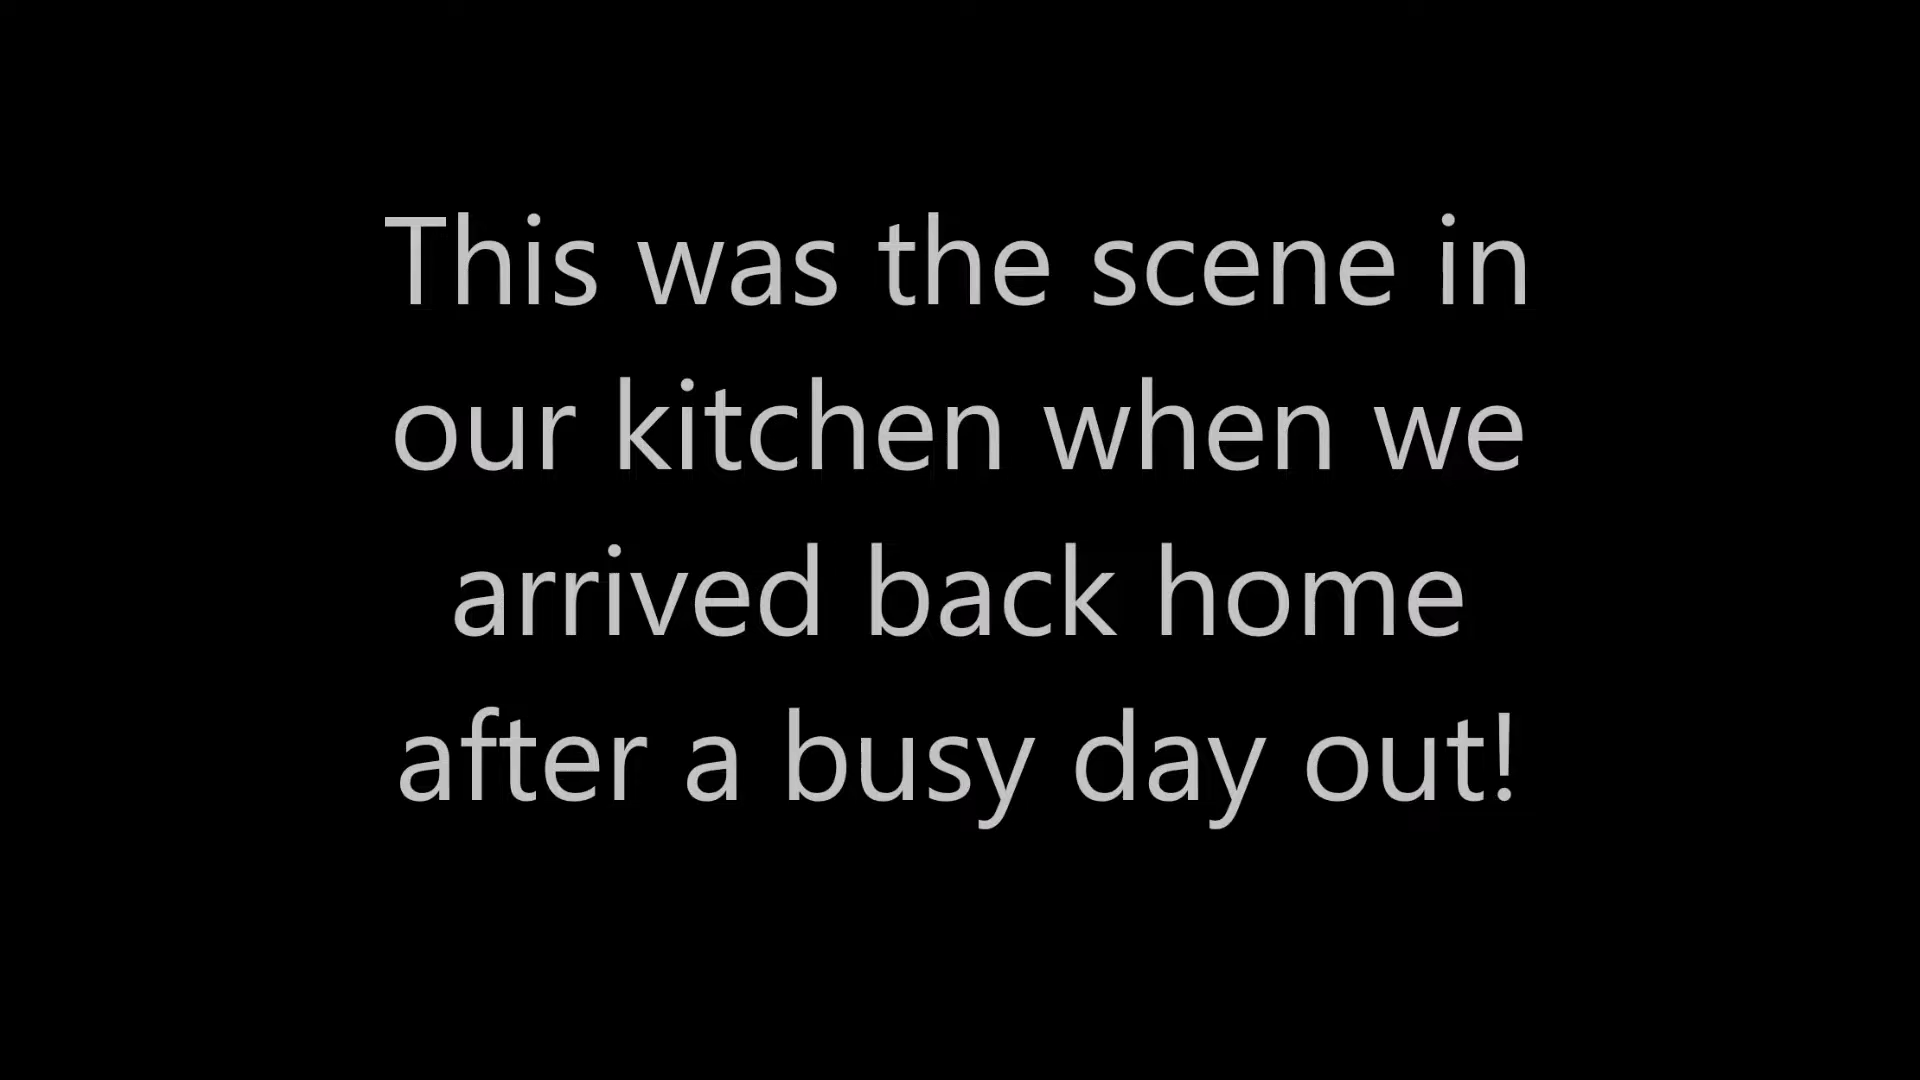 This was the scene in
our kitchen when we
arrived back home
after a busy day out!